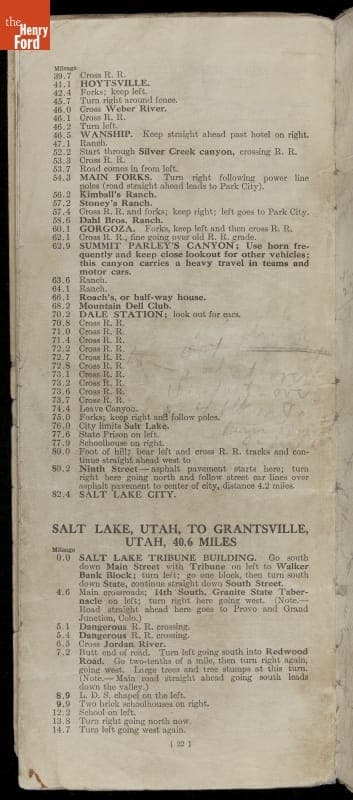 the
Henry
Ford
Mileage
39.7 Cross R. R.
41.1 HOYTSVILLE.
42.4 Forks; keep left.
45.7 Turn right around fence.
46.0 Cross Weber River.
46.1 Cross R. R.
46.2 Turn left.
46.5 WANSHIP. Keep straight ahead past hotel on right.
47.1 Ranch.
52.2 Start through Silver Creek canyon, crossing R. R.
53.3 Cross R. R.
53.7 Road comes in from left.
54.3 MAIN FORKS. Turn right following power line
poles (road straight ahead leads to Park City).
56.2 Kimball's Ranch.
57.2 Stoney's Ranch.
57.4 Cross R. R. and forks; keep right; left goes to Park City.
58.6 Dahl Bros. Ranch.
60.1 GORGOZA. Forks, keep left and then cross R. R.
62.1 Cross R. R., fine going over old R. R. grade.
62.9 SUMMIT PARLEY'S CANYON; Use horn fre-
quently and keep close lookout for other vehicles;
this canyon carries a heavy travel in teams and
motor cars.
63.6 Ranch.
64.1 Ranch.
66.1 Roach's, or half-way house.
68.2 Mountain Dell Club.
70.2 DALE STATION; look out for cars.
70.8 Cross R. R.
71.0 Cross R. R.
71.4 Cross R. R.
72.2 Cross R. R.
72.7 Cross R. R.
72.8 Cross R. R.
73.1 Cross R. R.
73.2 Cross R. R.
73.6 Cross R. R.
73.7 Cross R. R.
74.4 Leave Canyon.
75.0 Forks; keep right and follow poles.
76.0 City limits Salt Lake.
77.6 State Prison on left.
77.9 Schoolhouse on right.
80.0 Foot of hill; bear left and cross R. R. tracks and con-
tinue straight ahead west to
80.2 Ninth Street—asphalt pavement starts here; turn
right here going north and follow street car lines over
asphalt pavement to center of city, distance 4.2 miles.
82.4 SALT LAKE CITY.
SALT LAKE, UTAH, TO GRANTSVILLE,
UTAH, 40.6 MILES
Mileage
0.0 SALT LAKE TRIBUNE BUILDING. Go south
down Main Street with Tribune on left to Walker
Bank Block; turn left; go one block, then turn south
down State, continue straight down South Street.
4.6 Main crossroads; 14th South, Granite State Taber-
nacle on left; turn right here going west. (Note.—
Road straight ahead here goes to Provo and Grand
Junction, Colo.)
5.1 Dangerous R. R. crossing.
5.4 Dangerous R. R. crossing.
6.5 Cross Jordan River.
7.2 Butt end of road. Turn left going south into Redwood
Road. Go two-tenths of a mile, then turn right again,
going west. Large trees and tree stumps at this turn.
(Note.—Main road straight ahead going south leads
down the valley.)
8.9 L. D. S. chapel on the left.
9.9 Two brick schoolhouses on right.
12.2 School on left.
13.8 Turn right going north now.
14.7 Turn left going west again.
[ 22 ]